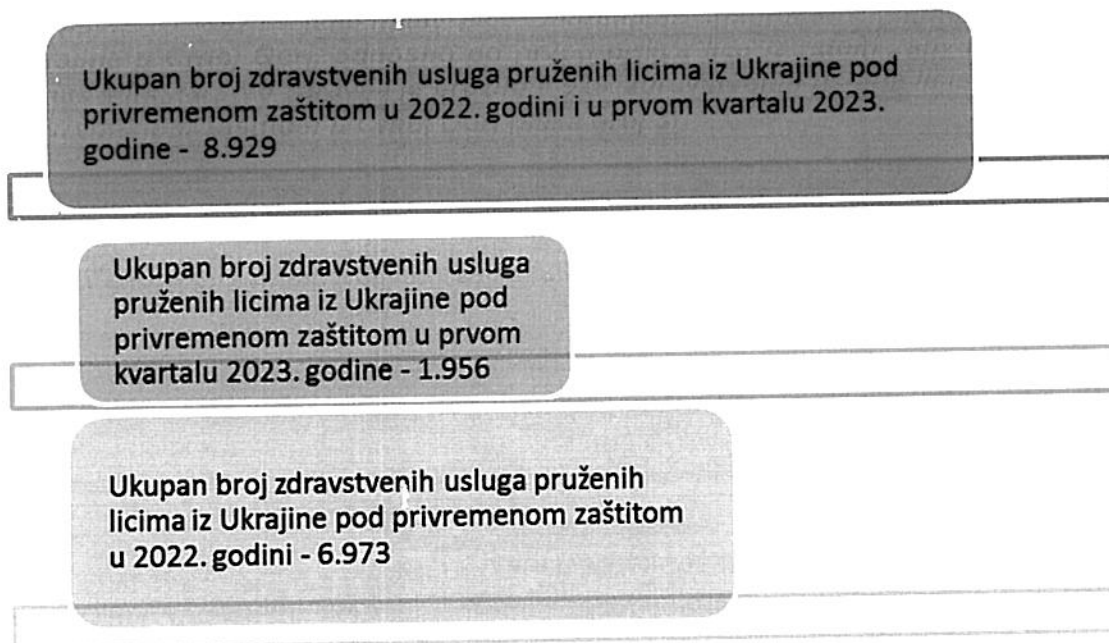 Ukupan broj zdravstvenih usluga pruženih licima iz Ukrajine pod
privremenom zaštitom u 2022. godini i u prvom kvartalu 2023.
godine - 8.929
Ukupan broj zdravstvenih usluga
pruženih licima iz Ukrajine pod
privremenom zaštitom u prvom
kvartalu 2023. godine - 1.956
Ukupan broj zdravstvenih usluga pruženih
licima iz Ukrajine pod privremenom zaštitom
u 2022. godini - 6.973